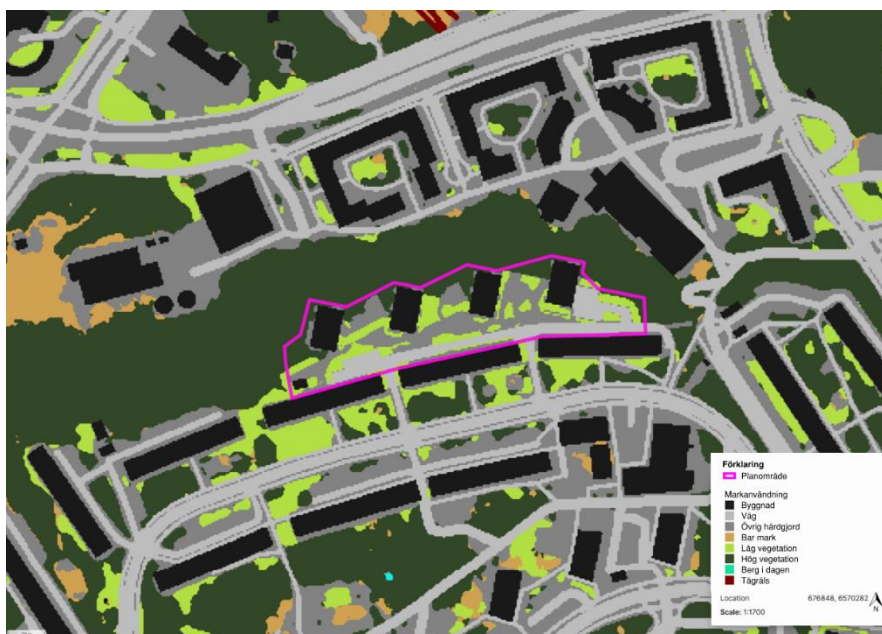 Förklaring
Planområde
Markanvändning
Byggnad
Väg
Övrig hårdgjord
Bar mark
Låg vegetation
Hög vegetation
Berg i dagen
Tågräls
Location 676848, 6570282
Scale: 1:1700
N